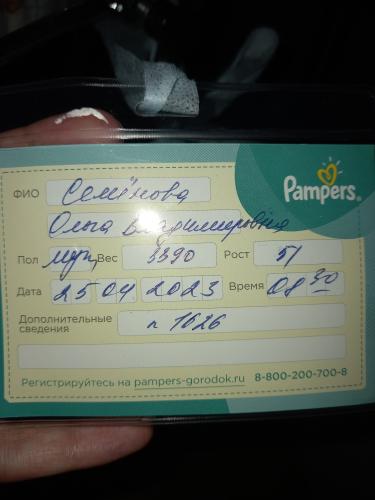 Pampers®
ФИО Семёнова
Ольга Владимировна
Пол муж Вес 3390 Рост 51
Дата 25 04 2023 Время 08 30
Дополнительные сведения п 1026
Регистрируйтесь на pampers-gorodok.ru 8-800-200-700-8